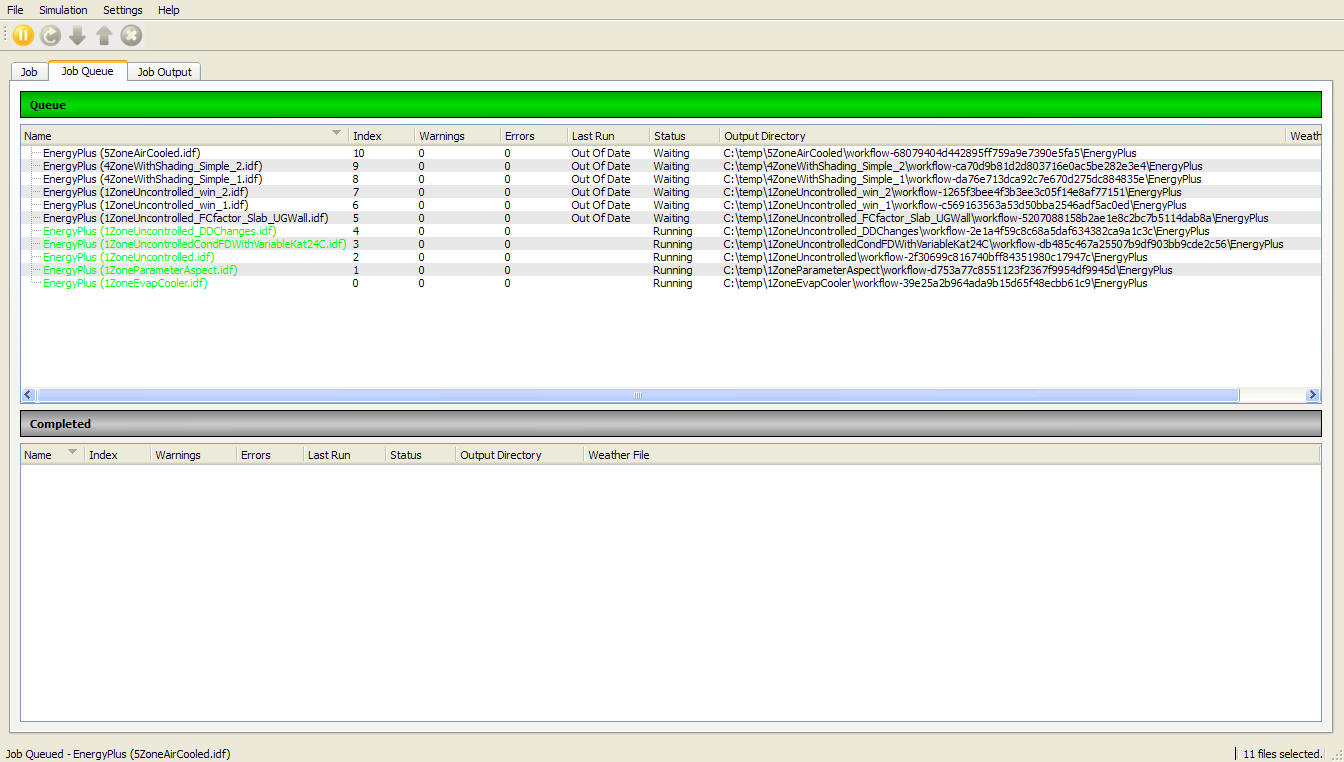 File Simulation Settings Help
Job Job Queue Job Output
Queue
Name Index Warnings Errors Last Run Status Output Directory Weath
EnergyPlus (5ZoneAirCooled.idf) 10 0 0 Out Of Date Waiting C:\temp\5ZoneAirCooled\workflow-68079404d442895ff759a9e7390e5fa5\EnergyPlus
EnergyPlus (4ZoneWithShading_Simple_2.idf) 9 0 0 Out Of Date Waiting C:\temp\4ZoneWithShading_Simple_2\workflow-ca70d9b81d2d803716e0ac5be282e3e4\EnergyPlus
EnergyPlus (4ZoneWithShading_Simple_1.idf) 8 0 0 Out Of Date Waiting C:\temp\4ZoneWithShading_Simple_1\workflow-da76e713dca92c7e670d275dc884835e\EnergyPlus
EnergyPlus (1ZoneUncontrolled_win_2.idf) 7 0 0 Out Of Date Waiting C:\temp\1ZoneUncontrolled_win_2\workflow-1265f3bee4f3b3ee3c05f14e8af77151\EnergyPlus
EnergyPlus (1ZoneUncontrolled_win_1.idf) 6 0 0 Out Of Date Waiting C:\temp\1ZoneUncontrolled_win_1\workflow-c569163563a53d50bba2546adf5ac0ed\EnergyPlus
EnergyPlus (1ZoneUncontrolled_FCfactor_Slab_UGWall.idf) 5 0 0 Out Of Date Waiting C:\temp\1ZoneUncontrolled_FCfactor_Slab_UGWall\workflow-5207088158b2ae1e8c2bc7b5114dab8a\EnergyPlus
EnergyPlus (1ZoneUncontrolled_DDChanges.idf) 4 0 0 Running C:\temp\1ZoneUncontrolled_DDChanges\workflow-2e1a4f59c8c68a5daf634382ca9a1c3c\EnergyPlus
EnergyPlus (1ZoneUncontrolledCondFDWithVariableKat24C.idf) 3 0 0 Running C:\temp\1ZoneUncontrolledCondFDWithVariableKat24C\workflow-db485c467a25507b9df903bb9cde2c56\EnergyPlus
EnergyPlus (1ZoneUncontrolled.idf) 2 0 0 Running C:\temp\1ZoneUncontrolled\workflow-2f30699c816740bff84351980c17947c\EnergyPlus
EnergyPlus (1ZoneParameterAspect.idf) 1 0 0 Running C:\temp\1ZoneParameterAspect\workflow-d753a77c8551123f2367f9954df9945d\EnergyPlus
EnergyPlus (1ZoneEvapCooler.idf) 0 0 0 Running C:\temp\1ZoneEvapCooler\workflow-39e25a2b964ada9b15d65f48ecbb61c9\EnergyPlus
Completed
Name Index Warnings Errors Last Run Status Output Directory Weather File
Job Queued - EnergyPlus (5ZoneAirCooled.idf) 11 files selected.